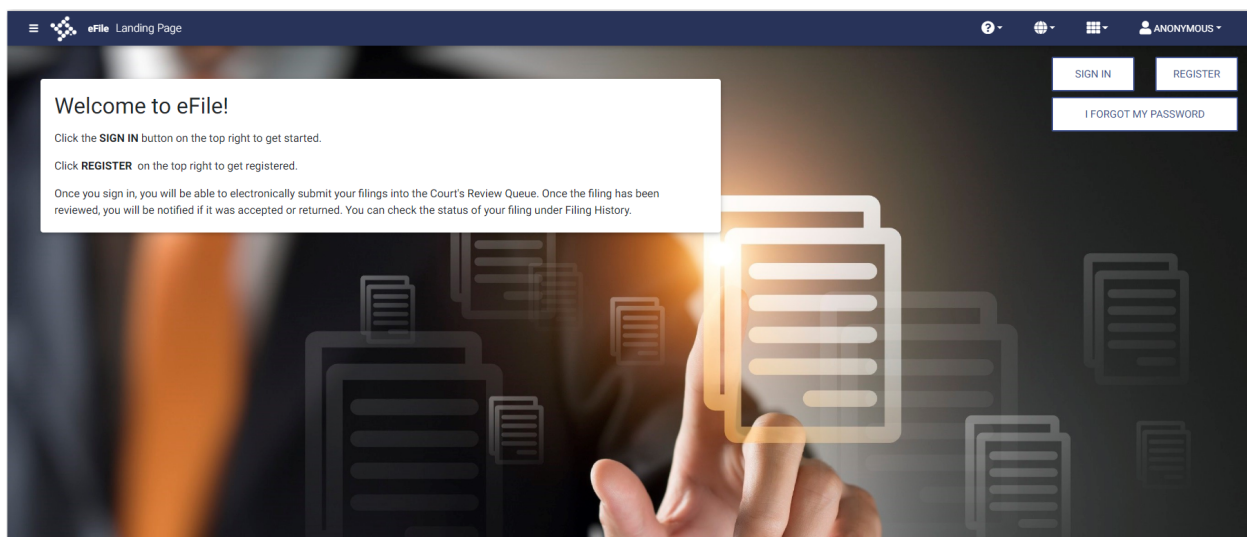 eFile Landing Page
ANONYMOUS
SIGN IN
REGISTER
I FORGOT MY PASSWORD
Welcome to eFile!
Click the SIGN IN button on the top right to get started.
Click REGISTER on the top right to get registered.
Once you sign in, you will be able to electronically submit your filings into the Court's Review Queue. Once the filing has been
reviewed, you will be notified if it was accepted or returned. You can check the status of your filing under Filing History.